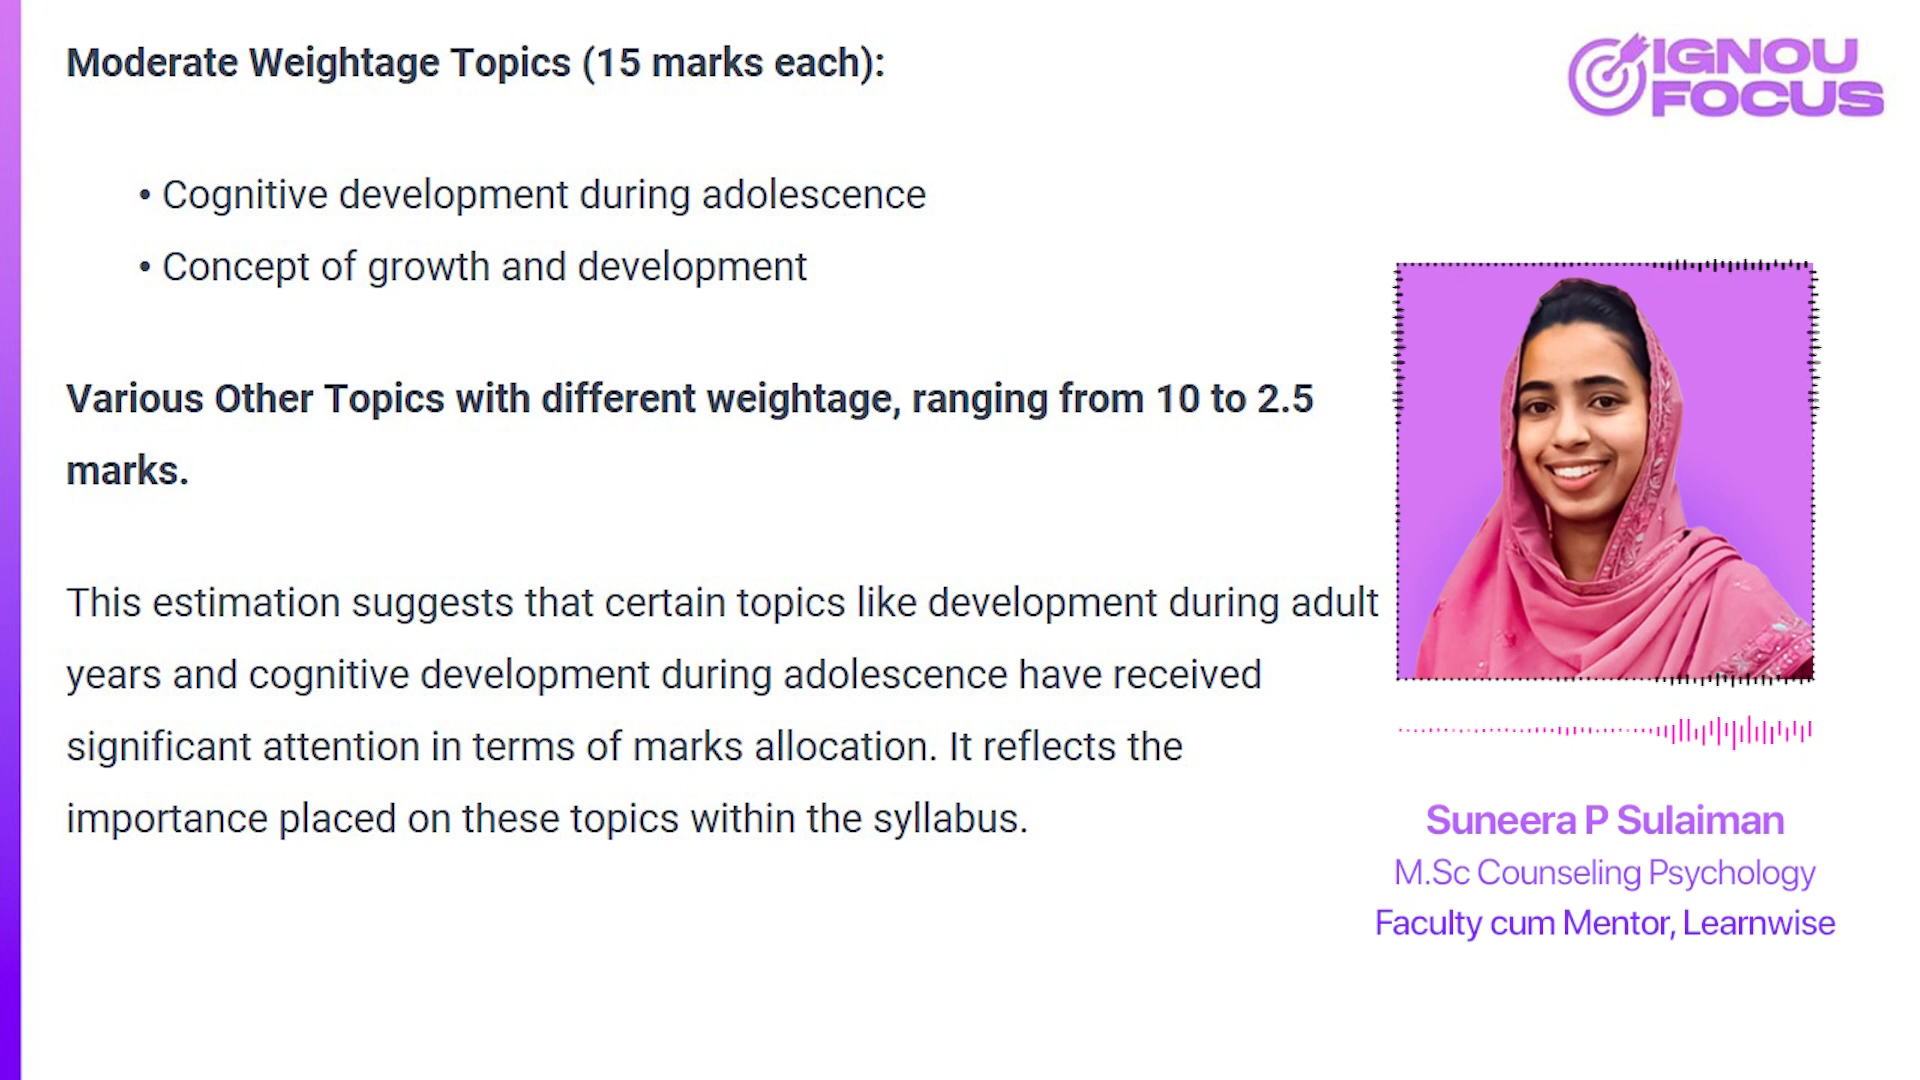 Moderate Weightage Topics (15 marks each):
• Cognitive development during adolescence
• Concept of growth and development
Various Other Topics with different weightage, ranging from 10 to 2.5
marks.
This estimation suggests that certain topics like development during adult
years and cognitive development during adolescence have received
significant attention in terms of marks allocation. It reflects the
importance placed on these topics within the syllabus.
IGNOU
FOCUS
Suneera P Sulaiman
M.Sc Counseling Psychology
Faculty cum Mentor, Learnwise